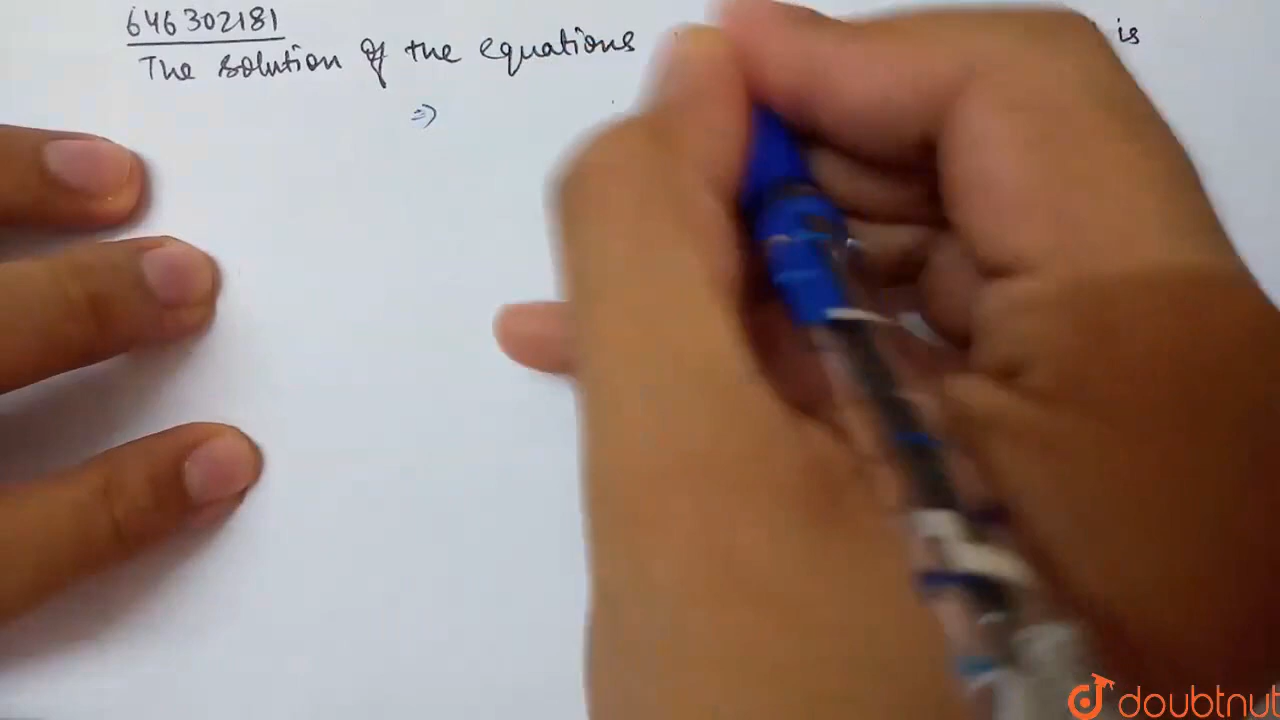 646302181
The solution of the equations is
⇒
doubtnut